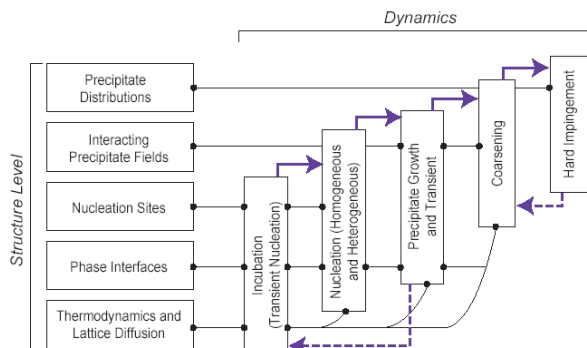 Dynamics
Structure Level
Precipitate
Distributions
Interacting
Precipitate Fields
Nucleation Sites
Phase Interfaces
Thermodynamics and
Lattice Diffusion
Incubation
(Transient Nucleation)
Nucleation (Homogeneous
and Heterogeneous)
Precipitate Growth
and Transient
Coarsening
Hard Impingement